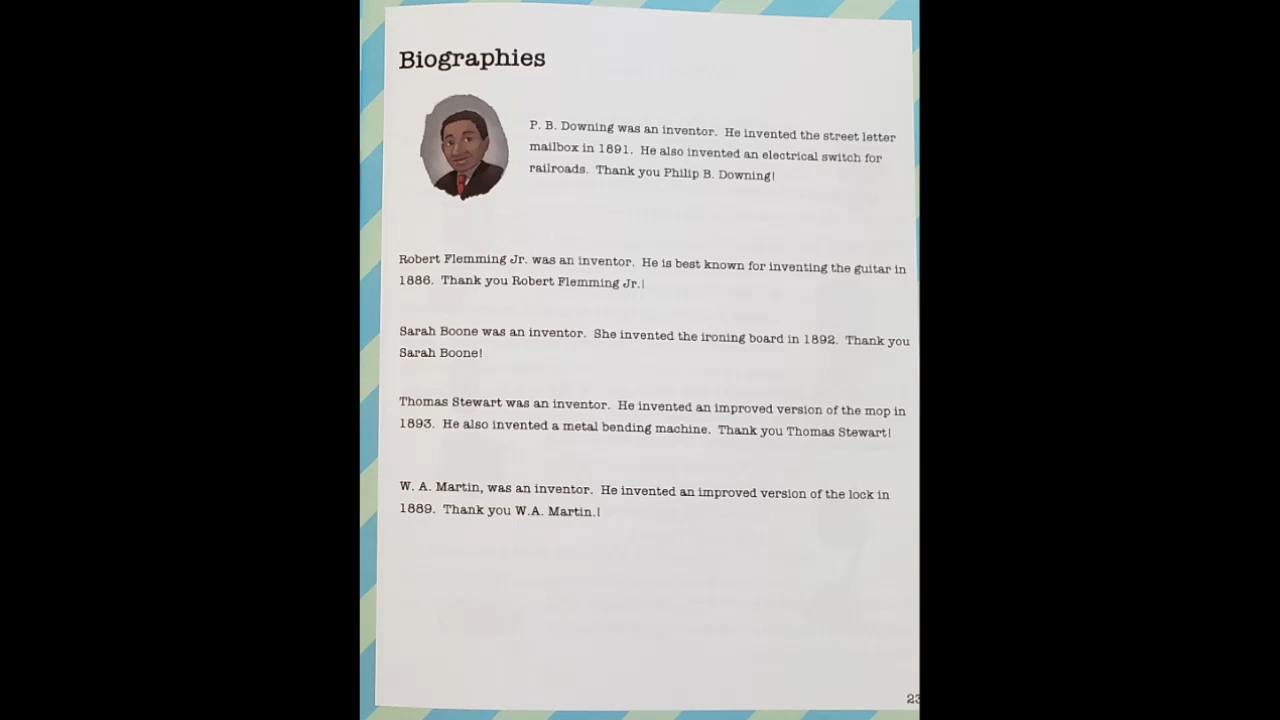 Biographies
P. B. Downing was an inventor. He invented the street letter
mailbox in 1891. He also invented an electrical switch for
railroads. Thank you Philip B. Downing!
Robert Flemming Jr. was an inventor. He is best known for inventing the guitar in
1886. Thank you Robert Flemming Jr.!
Sarah Boone was an inventor. She invented the ironing board in 1892. Thank you
Sarah Boone!
Thomas Stewart was an inventor. He invented an improved version of the mop in
1893. He also invented a metal bending machine. Thank you Thomas Stewart!
W. A. Martin, was an inventor. He invented an improved version of the lock in
1889. Thank you W.A. Martin.!
23